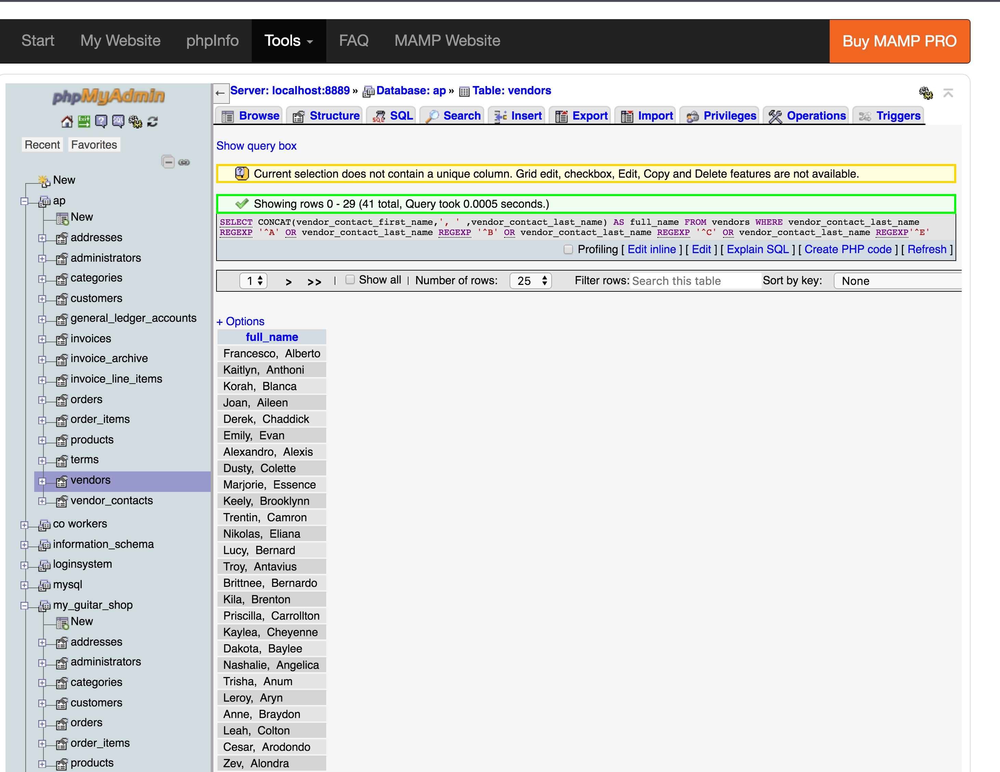 Start My Website phpInfo Tools FAQ MAMP Website Buy MAMP PRO
phpMyAdmin
Exit
SQL
Recent Favorites
New
ap
New
addresses
administrators
categories
customers
general_ledger_accounts
invoices
invoice_archive
invoice_line_items
orders
order_items
products
terms
vendors
vendor_contacts
co workers
information_schema
loginsystem
mysql
my_guitar_shop
New
addresses
administrators
categories
customers
orders
order_items
products
Server: localhost:8889 » Database: ap » Table: vendors
Browse Structure SQL Search Insert Export Import Privileges Operations Triggers
Show query box
Current selection does not contain a unique column. Grid edit, checkbox, Edit, Copy and Delete features are not available.
Showing rows 0 - 29 (41 total, Query took 0.0005 seconds.)
SELECT CONCAT(vendor_contact_first_name,', ' ,vendor_contact_last_name) AS full_name FROM vendors WHERE vendor_contact_last_name
REGEXP '^A' OR vendor_contact_last_name REGEXP '^B' OR vendor_contact_last_name REGEXP '^C' OR vendor_contact_last_name REGEXP'^E'
Profiling [ Edit inline ] [ Edit ] [ Explain SQL ] [ Create PHP code ] [ Refresh ]
1 > >> | Show all | Number of rows: 25 Filter rows: Search this table Sort by key: None
+ Options
full_name
Francesco, Alberto
Kaitlyn, Anthoni
Korah, Blanca
Joan, Aileen
Derek, Chaddick
Emily, Evan
Alexandro, Alexis
Dusty, Colette
Marjorie, Essence
Keely, Brooklynn
Trentin, Camron
Nikolas, Eliana
Lucy, Bernard
Troy, Antavius
Brittnee, Bernardo
Kila, Brenton
Priscilla, Carrollton
Kaylea, Cheyenne
Dakota, Baylee
Nashalie, Angelica
Trisha, Anum
Leroy, Aryn
Anne, Braydon
Leah, Colton
Cesar, Arodondo
Zev, Alondra